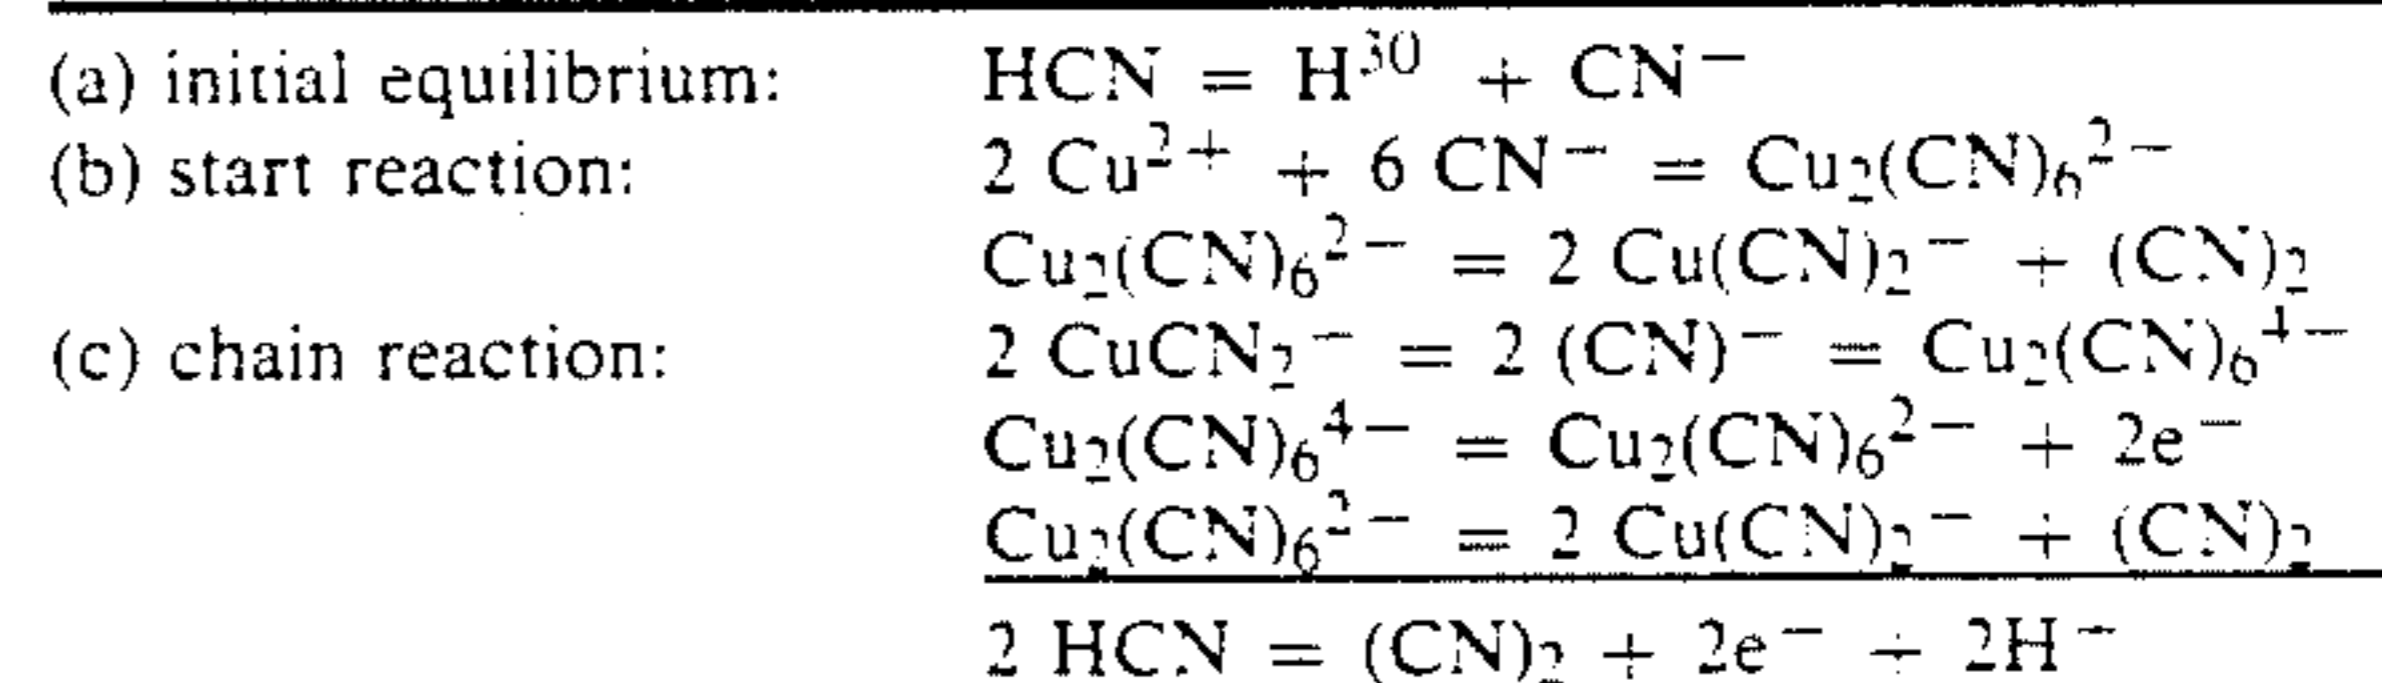 (a) initial equilibrium: HCN = H³⁰ + CN⁻
(b) start reaction: 2 Cu²⁺ + 6 CN⁻ = Cu₂(CN)₆²⁻
Cu₂(CN)₆²⁻ = 2 Cu(CN)₂⁻ + (CN)₂
(c) chain reaction: 2 CuCN₂⁻ = 2 (CN)⁻ = Cu₂(CN)₆⁴⁻
Cu₂(CN)₆⁴⁻ = Cu₂(CN)₆²⁻ + 2e⁻
Cu₂(CN)₆²⁻ = 2 Cu(CN)₂⁻ + (CN)₂
2 HCN = (CN)₂ + 2e⁻ + 2H⁻